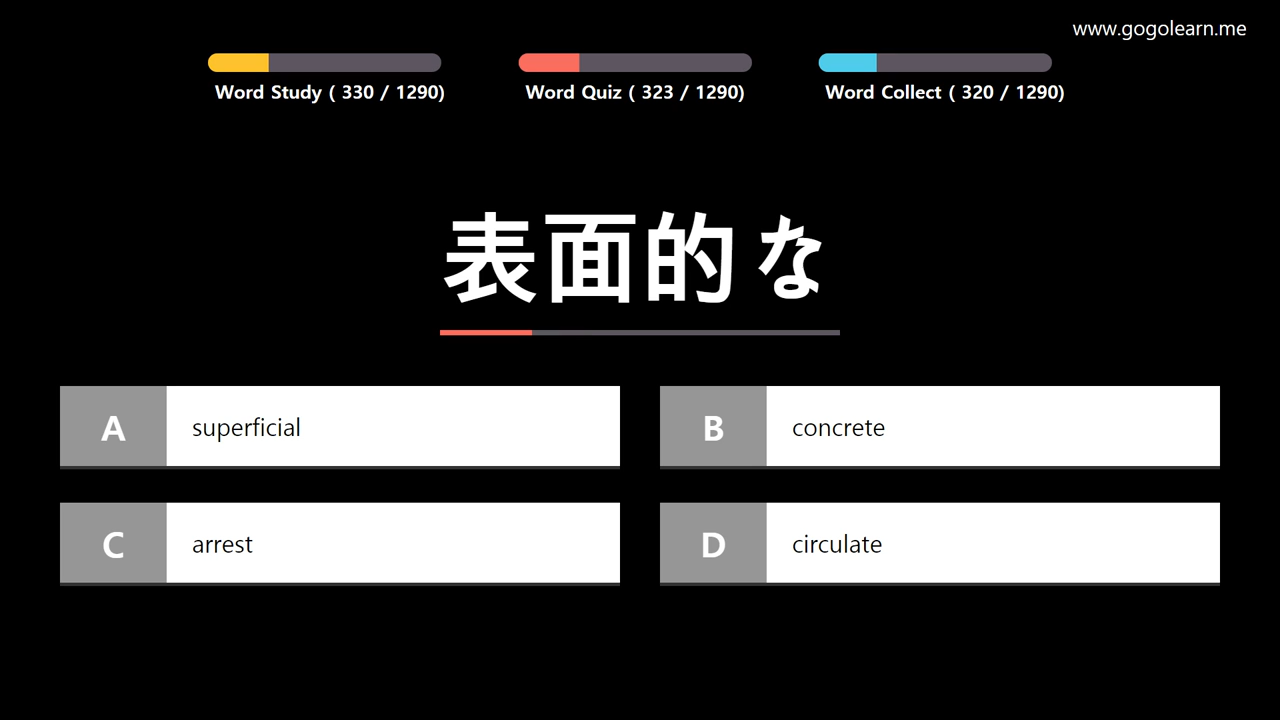 www.gogolearn.me
Word Study ( 330 / 1290)
Word Quiz ( 323 / 1290)
Word Collect ( 320 / 1290)
表面的な
A superficial
B concrete
C arrest
D circulate